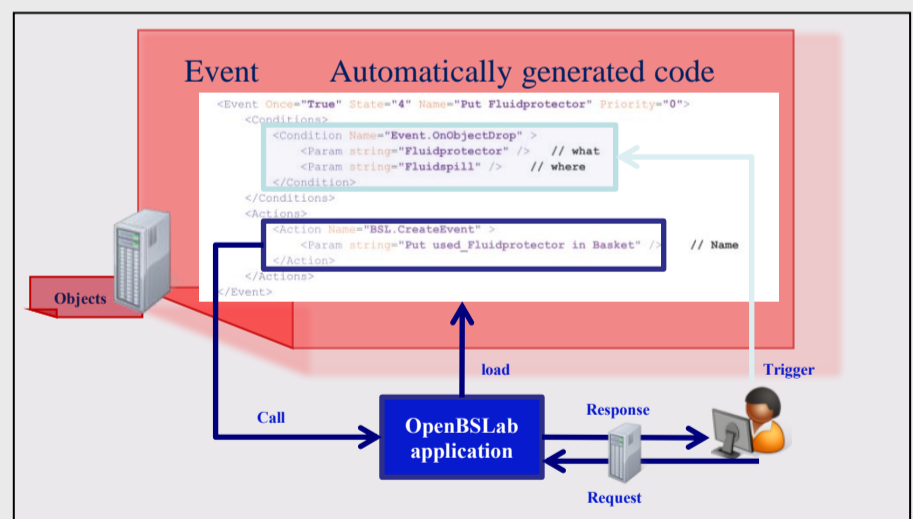 Event Automatically generated code
<Event Once="True" State="4" Name="Put Fluidprotector" Priority="0">
<Conditions>
<Condition Name="Event.OnObjectDrop" >
<Param string="Fluidprotector" /> // what
<Param string="Fluidspill" /> // where
</Condition>
</Conditions>
<Actions>
<Action Name="BSL.CreateEvent" >
<Param string="Put used_Fluidprotector in Basket" /> // Name
</Action>
</Actions>
</Event>
Objects
load
Trigger
Call
OpenBSLab
application
Response
Request